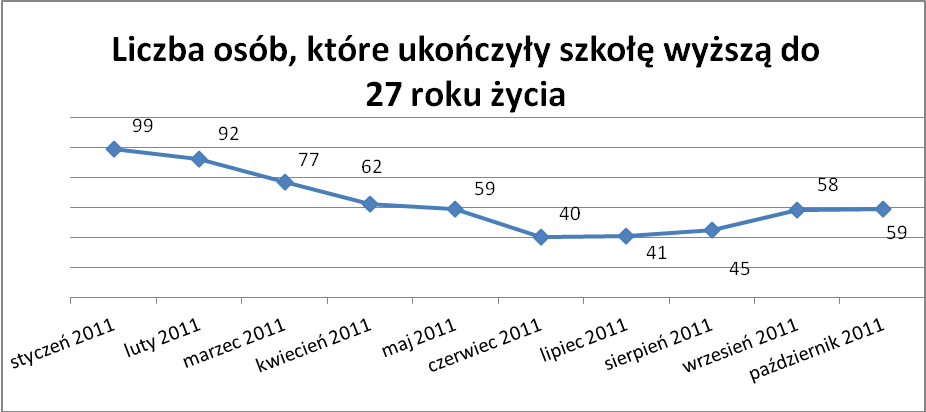 Liczba osób, które ukończyły szkołę wyższą do
27 roku życia
99
92
77
62
59
40
41
45
58
59
styczeń 2011
luty 2011
marzec 2011
kwiecień 2011
maj 2011
czerwiec 2011
lipiec 2011
sierpień 2011
wrzesień 2011
październik 2011